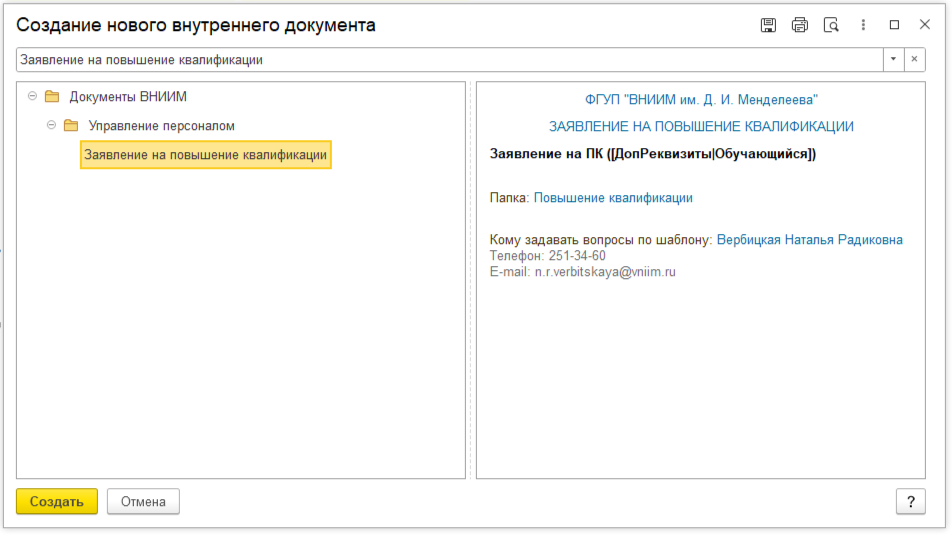 Создание нового внутреннего документа
Заявление на повышение квалификации
Документы ВНИИМ
Управление персоналом
Заявление на повышение квалификации
ФГУП "ВНИИМ им. Д. И. Менделеева"
ЗАЯВЛЕНИЕ НА ПОВЫШЕНИЕ КВАЛИФИКАЦИИ
Заявление на ПК ([ДопРеквизиты|Обучающийся])
Папка: Повышение квалификации
Кому задавать вопросы по шаблону: Вербицкая Наталья Радиковна
Телефон: 251-34-60
E-mail: n.r.verbitskaya@vniim.ru
Создать
Отмена
?